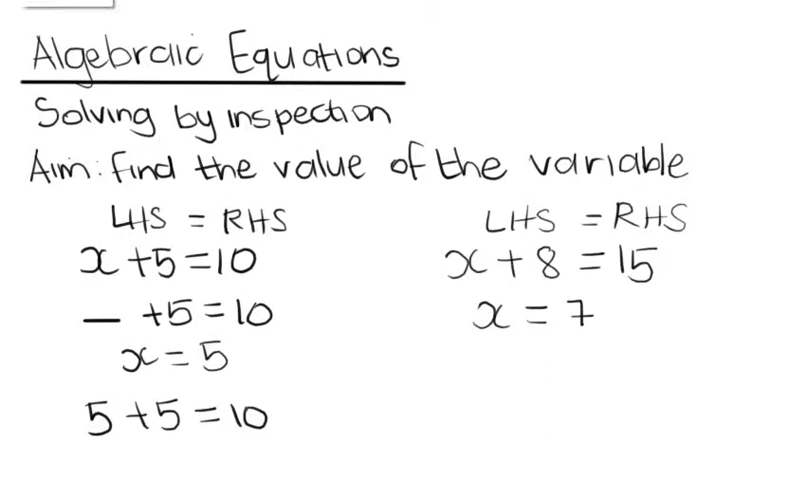 Algebraic Equations
Solving by inspection
Aim: Find the value of the variable
LHS = RHS
x + 5 = 10
_ + 5 = 10
x = 5
5 + 5 = 10
LHS = RHS
x + 8 = 15
x = 7